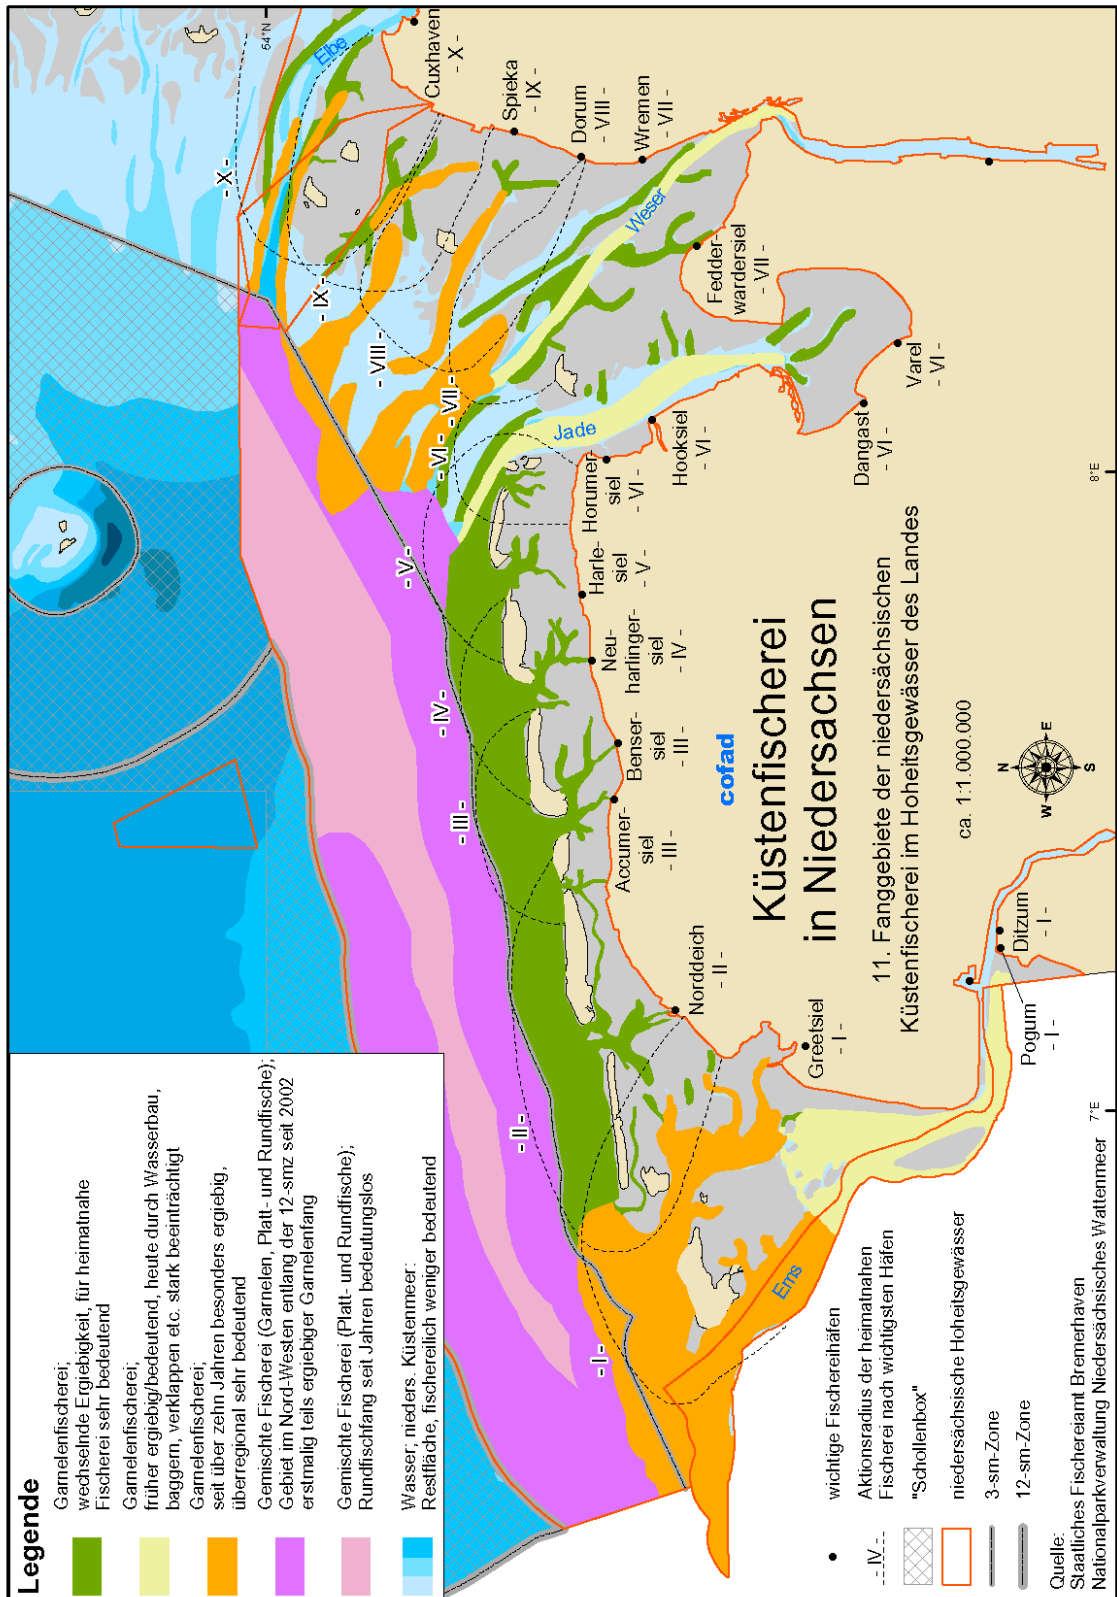 Legende
Garnelenfischerei;
wechselnde Ergiebigkeit, für heimatnahe
Fischerei sehr bedeutend
Garnelenfischerei;
früher ergiebig/bedeutend, heute durch Wasserbau,
baggern, verklappen etc. stark beeinträchtigt
Garnelenfischerei;
seit über zehn Jahren besonders ergiebig,
überregional sehr bedeutend
Gemischte Fischerei (Garnelen, Platt- und Rundfische);
Gebiet im Nord-Westen entlang der 12-smz seit 2002
erstmalig teils ergiebiger Garnelenfang
Gemischte Fischerei (Platt- und Rundfische);
Rundfischfang seit Jahren bedeutungslos
Wasser; nieders. Küstenmeer:
Restfläche, fischereilich weniger bedeutend
wichtige Fischereihäfen
- IV -
Aktionsradius der heimatnahen
Fischerei nach wichtigsten Häfen
"Schollenbox"
niedersächsische Hoheitsgewässer
3-sm-Zone
12-sm-Zone
Quelle:
Staatliches Fischereiamt Bremerhaven
Nationalparkverwaltung Niedersächsisches Wattenmeer
- I -
- II -
- III -
- IV -
- V -
- VI -
- VII -
- VIII -
- IX -
- X -
54°N
Elbe
Cuxhaven
- X -
Spieka
- IX -
Dorum
- VIII -
Wremen
- VII -
Weser
Fedder-
wardersiel
- VII -
Jade
Varel
- VI -
Dangast
- VI -
Hooksiel
- VI -
Horumer-
siel
- VI -
Harle-
siel
- V -
Neu-
harlinger-
siel
- IV -
Benser-
siel
- III -
Accumer-
siel
- III -
Norddeich
- II -
Greetsiel
- I -
Pogum
- I -
Ditzum
- I -
Ems
7°E
8°E
cofad
Küstenfischerei
in Niedersachsen
11. Fanggebiete der niedersächsischen
Küstenfischerei im Hoheitsgewässer des Landes
ca. 1:1.000.000
N
W
E
S